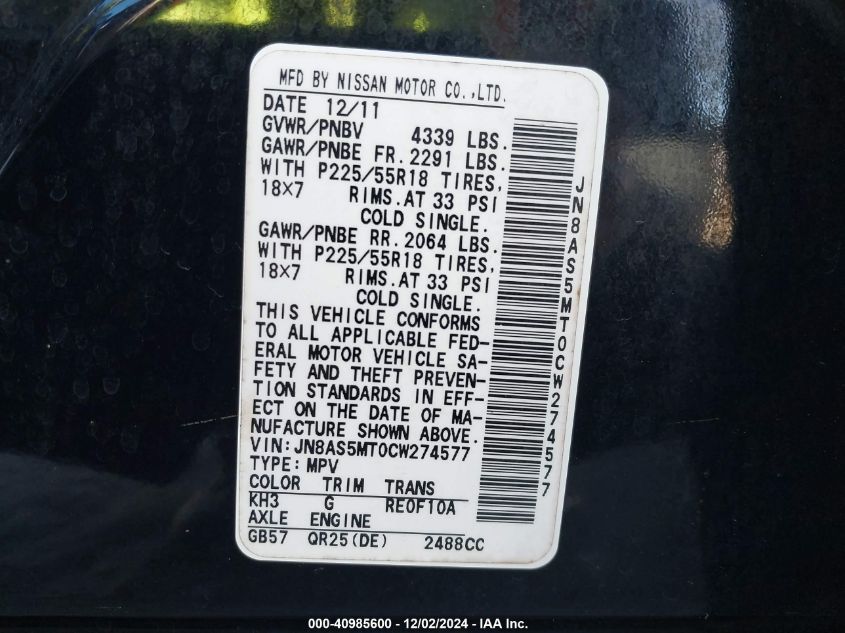 MFD BY NISSAN MOTOR CO.,LTD.
DATE 12/11
GVWR/PNBV 4339 LBS.
GAWR/PNBE FR. 2291 LBS.
WITH P225/55R18 TIRES,
18X7 RIMS. AT 33 PSI
COLD SINGLE.
GAWR/PNBE RR. 2064 LBS.
WITH P225/55R18 TIRES,
18X7 RIMS. AT 33 PSI
COLD SINGLE.
THIS VEHICLE CONFORMS
TO ALL APPLICABLE FED-
ERAL MOTOR VEHICLE SA-
FETY AND THEFT PREVEN-
TION STANDARDS IN EFF-
ECT ON THE DATE OF MA-
NUFACTURE SHOWN ABOVE.
VIN:JN8AS5MT0CW274577
TYPE:MPV
COLOR TRIM TRANS
KH3 G RE0F10A
AXLE ENGINE
GB57 QR25(DE) 2488CC
JN8AS5MT0CW274577
000-40985600 - 12/02/2024 - IAA Inc.